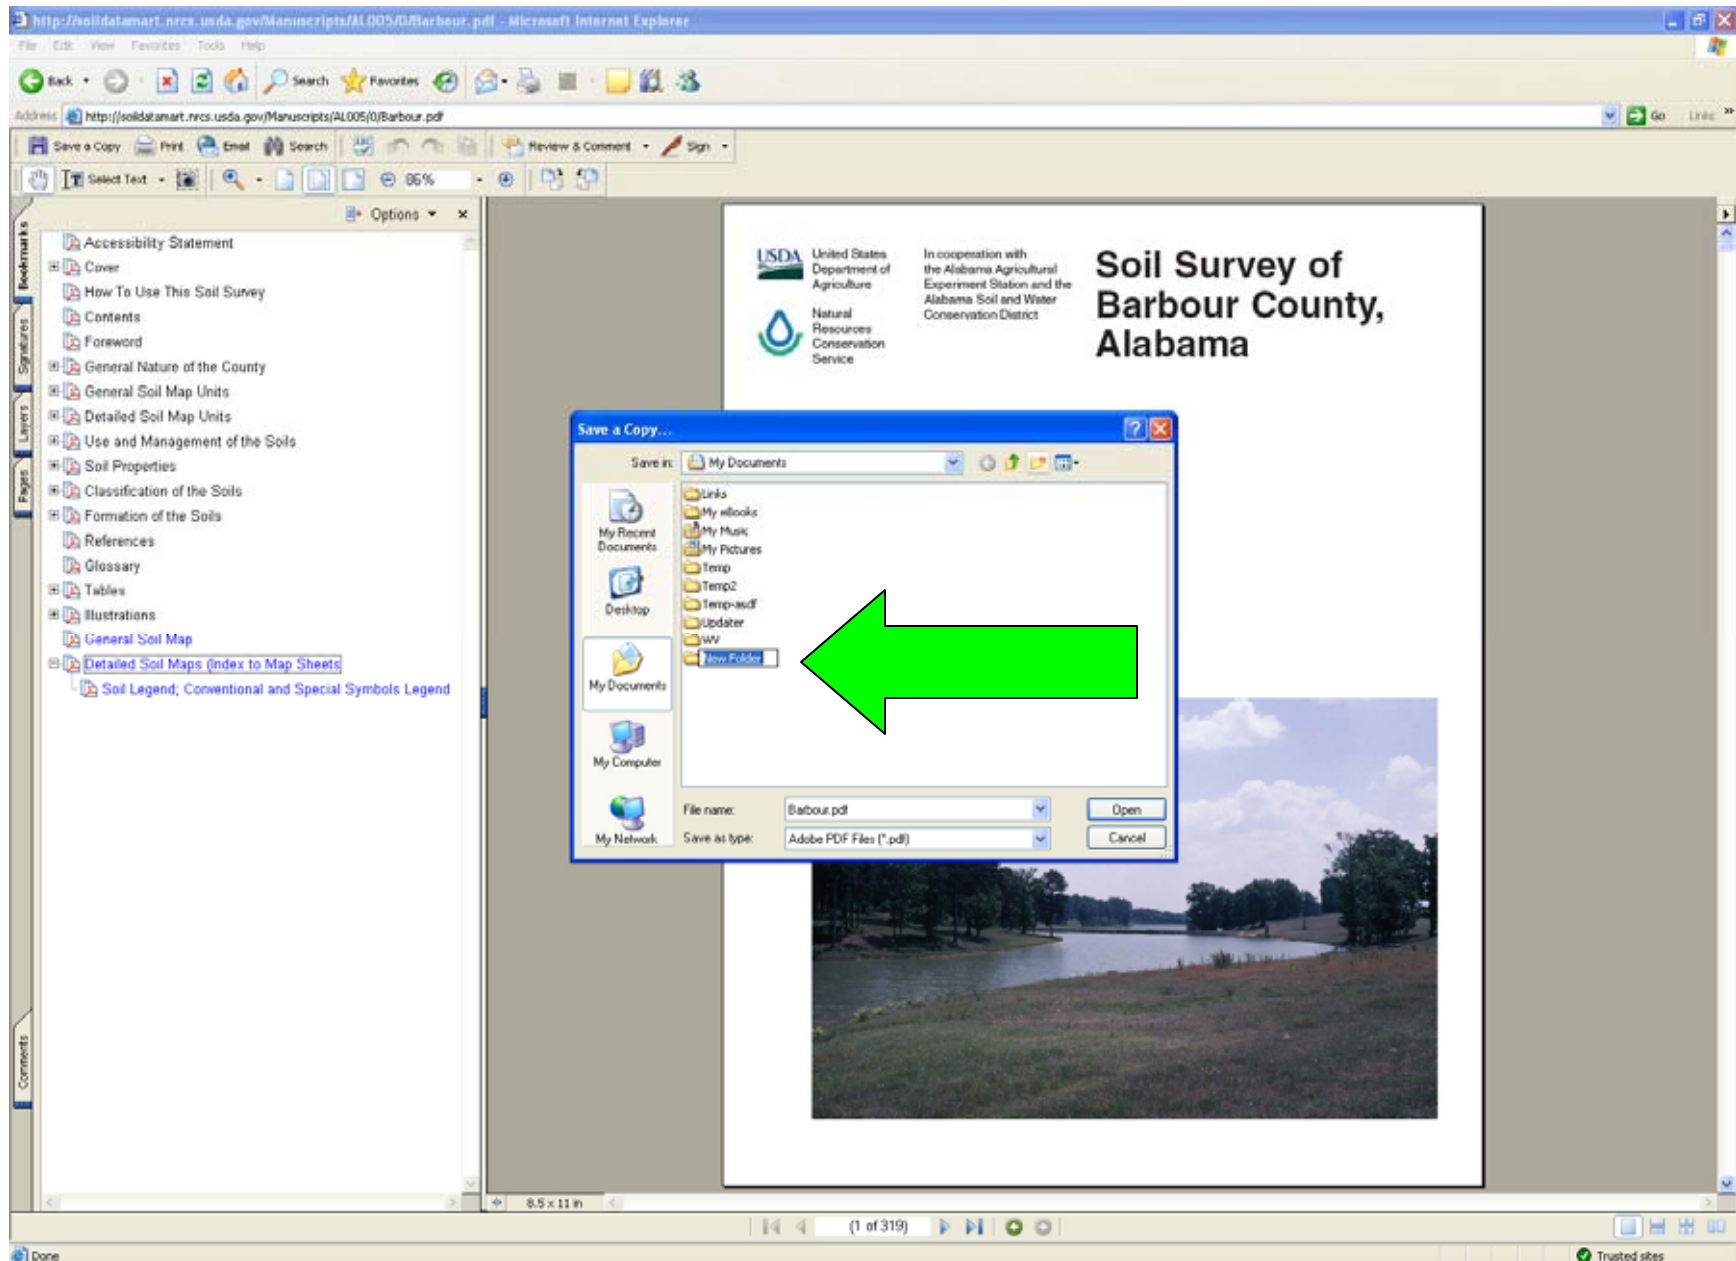 http://soildatamart.nrcs.usda.gov/Manuscripts/AL005/0/Barbour.pdf - Microsoft Internet Explorer
File Edit View Favorites Tools Help
Back Search Favorites
Address http://soildatamart.nrcs.usda.gov/Manuscripts/AL005/0/Barbour.pdf Go Links »
Save a Copy Print Email Search Review & Comment Sign
Select Text 86%
Bookmarks
Signatures
Layers
Pages
Comments
Options
Accessibility Statement
Cover
How To Use This Soil Survey
Contents
Foreword
General Nature of the County
General Soil Map Units
Detailed Soil Map Units
Use and Management of the Soils
Soil Properties
Classification of the Soils
Formation of the Soils
References
Glossary
Tables
Illustrations
General Soil Map
Detailed Soil Maps (Index to Map Sheets
Soil Legend; Conventional and Special Symbols Legend
USDA
United States
Department of
Agriculture
Natural
Resources
Conservation
Service
In cooperation with
the Alabama Agricultural
Experiment Station and the
Alabama Soil and Water
Conservation District
Soil Survey of
Barbour County,
Alabama
Save a Copy...
Save in: My Documents
My Recent
Documents
Desktop
My Documents
My Computer
My Network
Links
My eBooks
My Music
My Pictures
Temp
Temp2
Temp-asdf
Updater
WV
New Folder
File name: Barbour.pdf Open
Save as type: Adobe PDF Files (*.pdf) Cancel
8.5 x 11 in
(1 of 319)
Done
Trusted sites